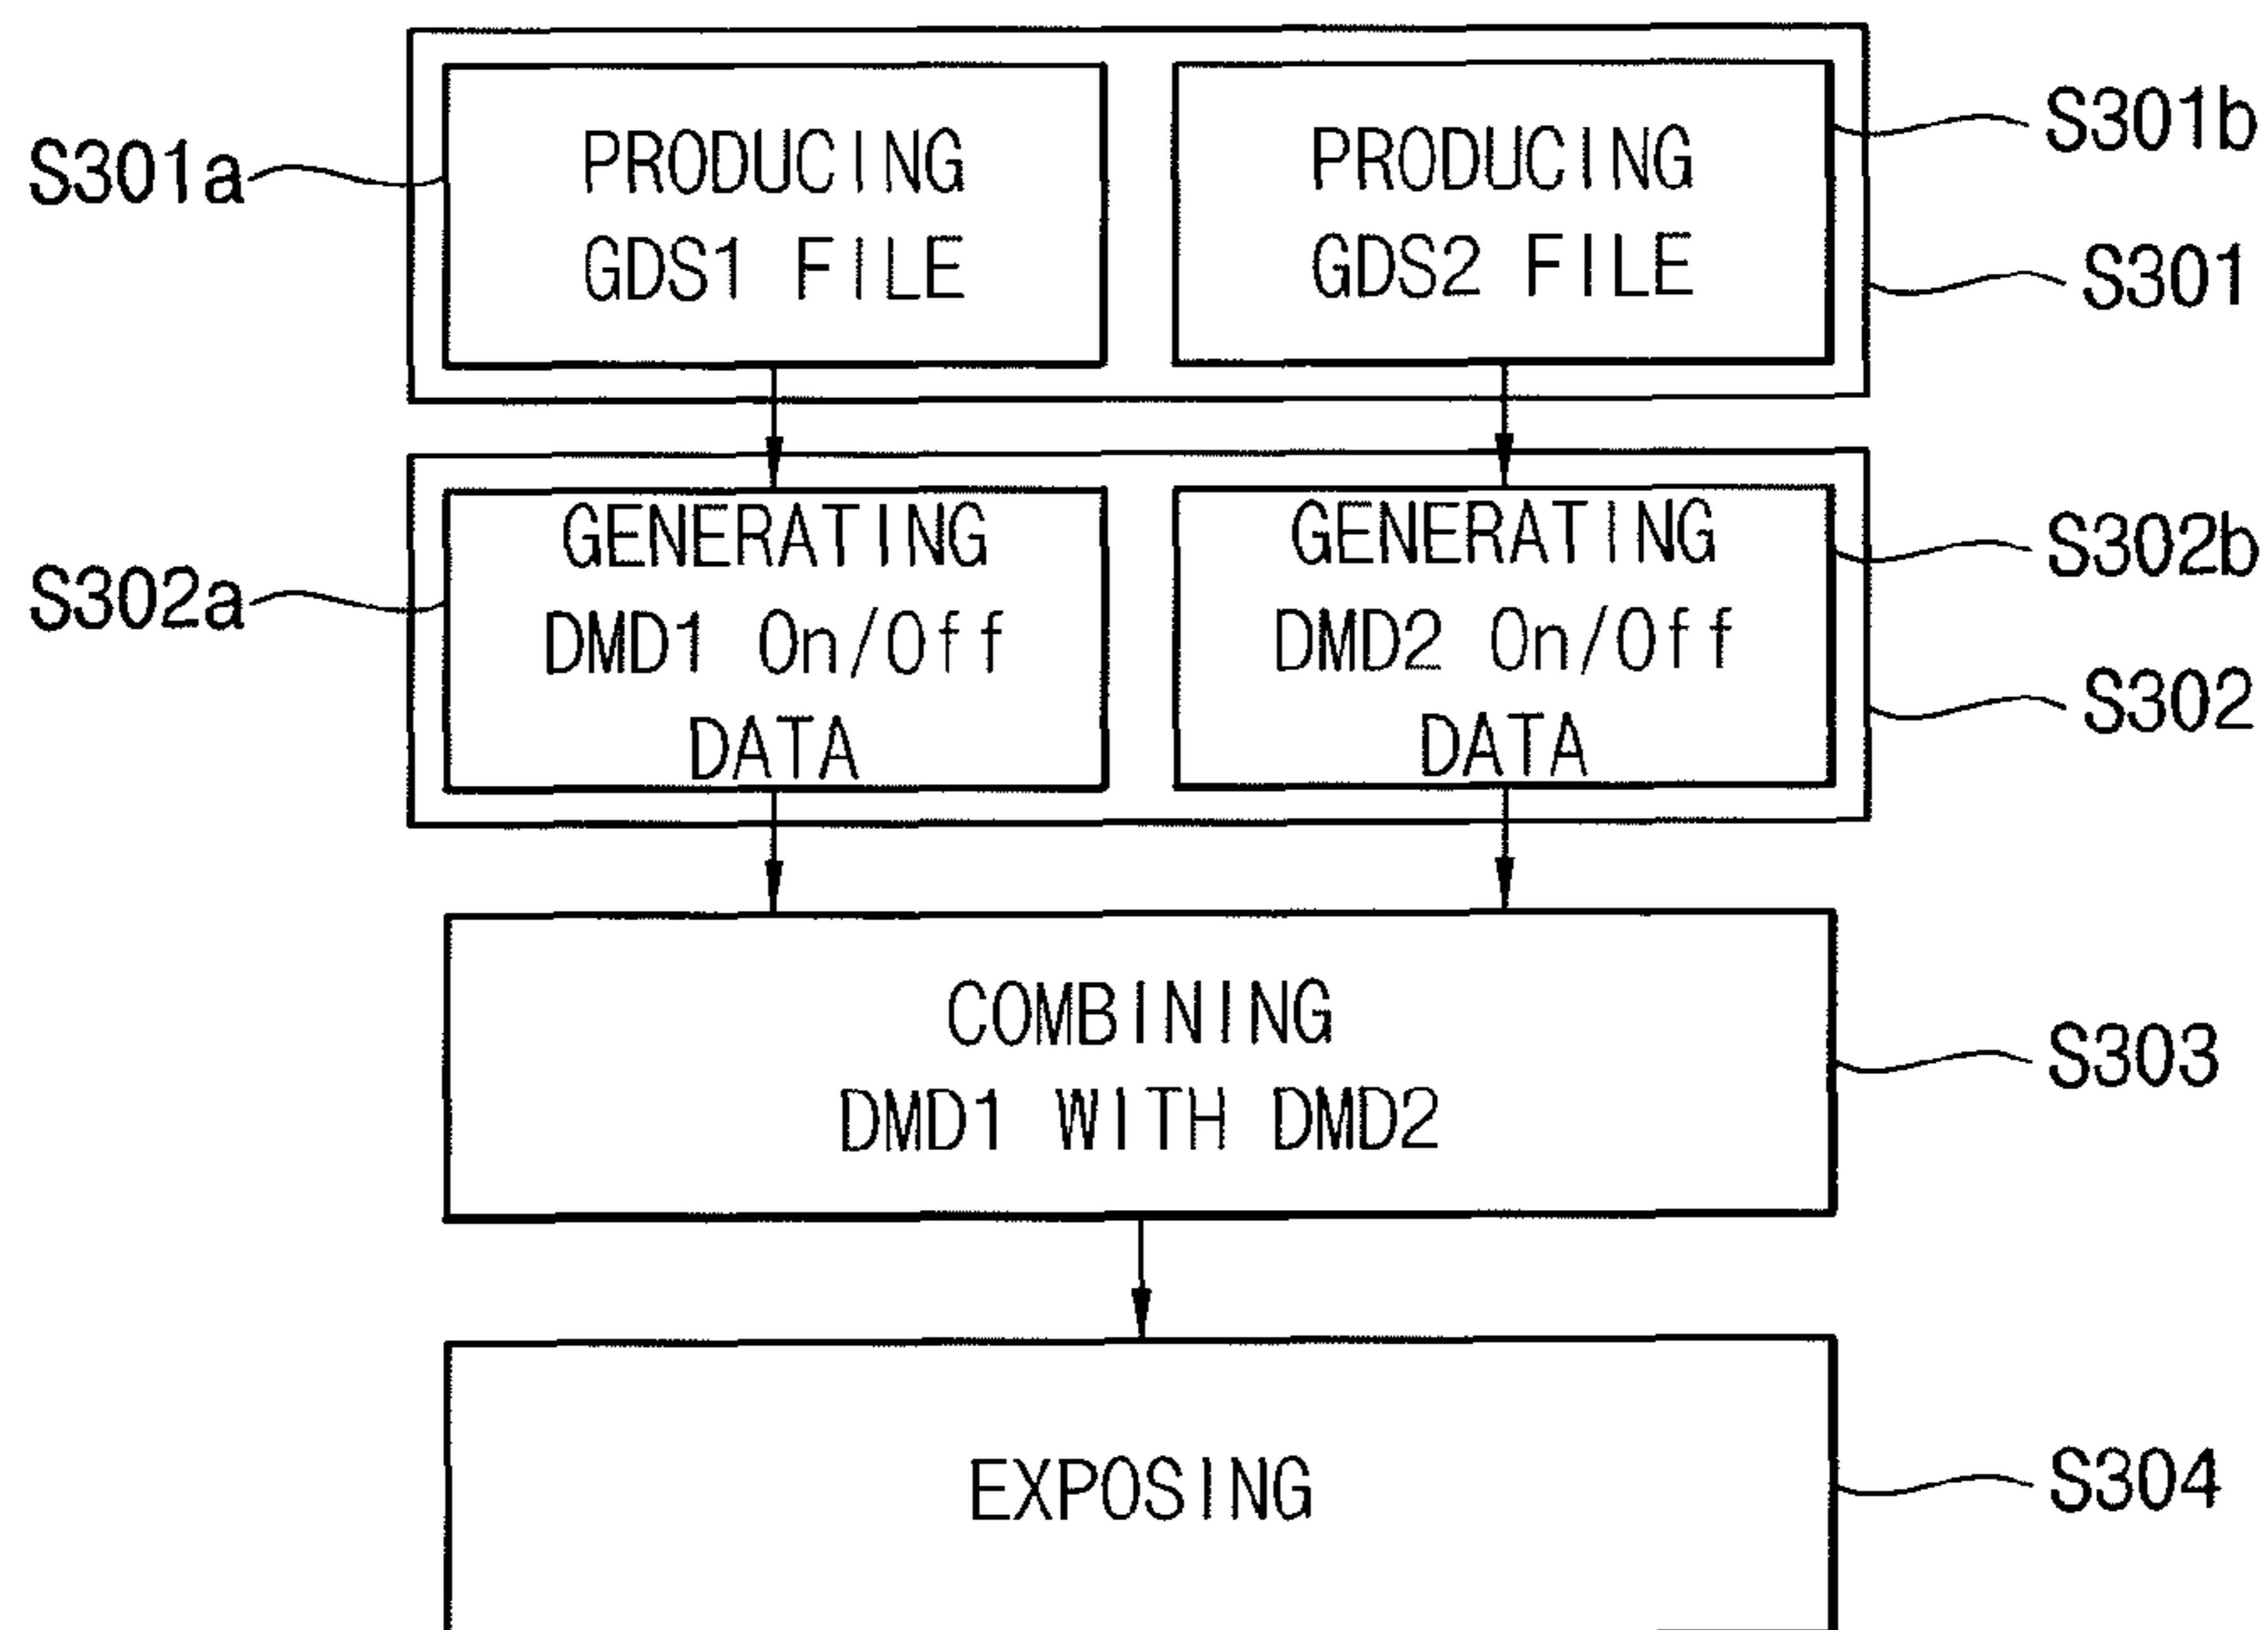 S301a
PRODUCING
GDS1 FILE
PRODUCING
GDS2 FILE
S301b
S301
S302a
GENERATING
DMD1 On/Off
DATA
GENERATING
DMD2 On/Off
DATA
S302b
S302
COMBINING
DMD1 WITH DMD2
S303
EXPOSING
S304